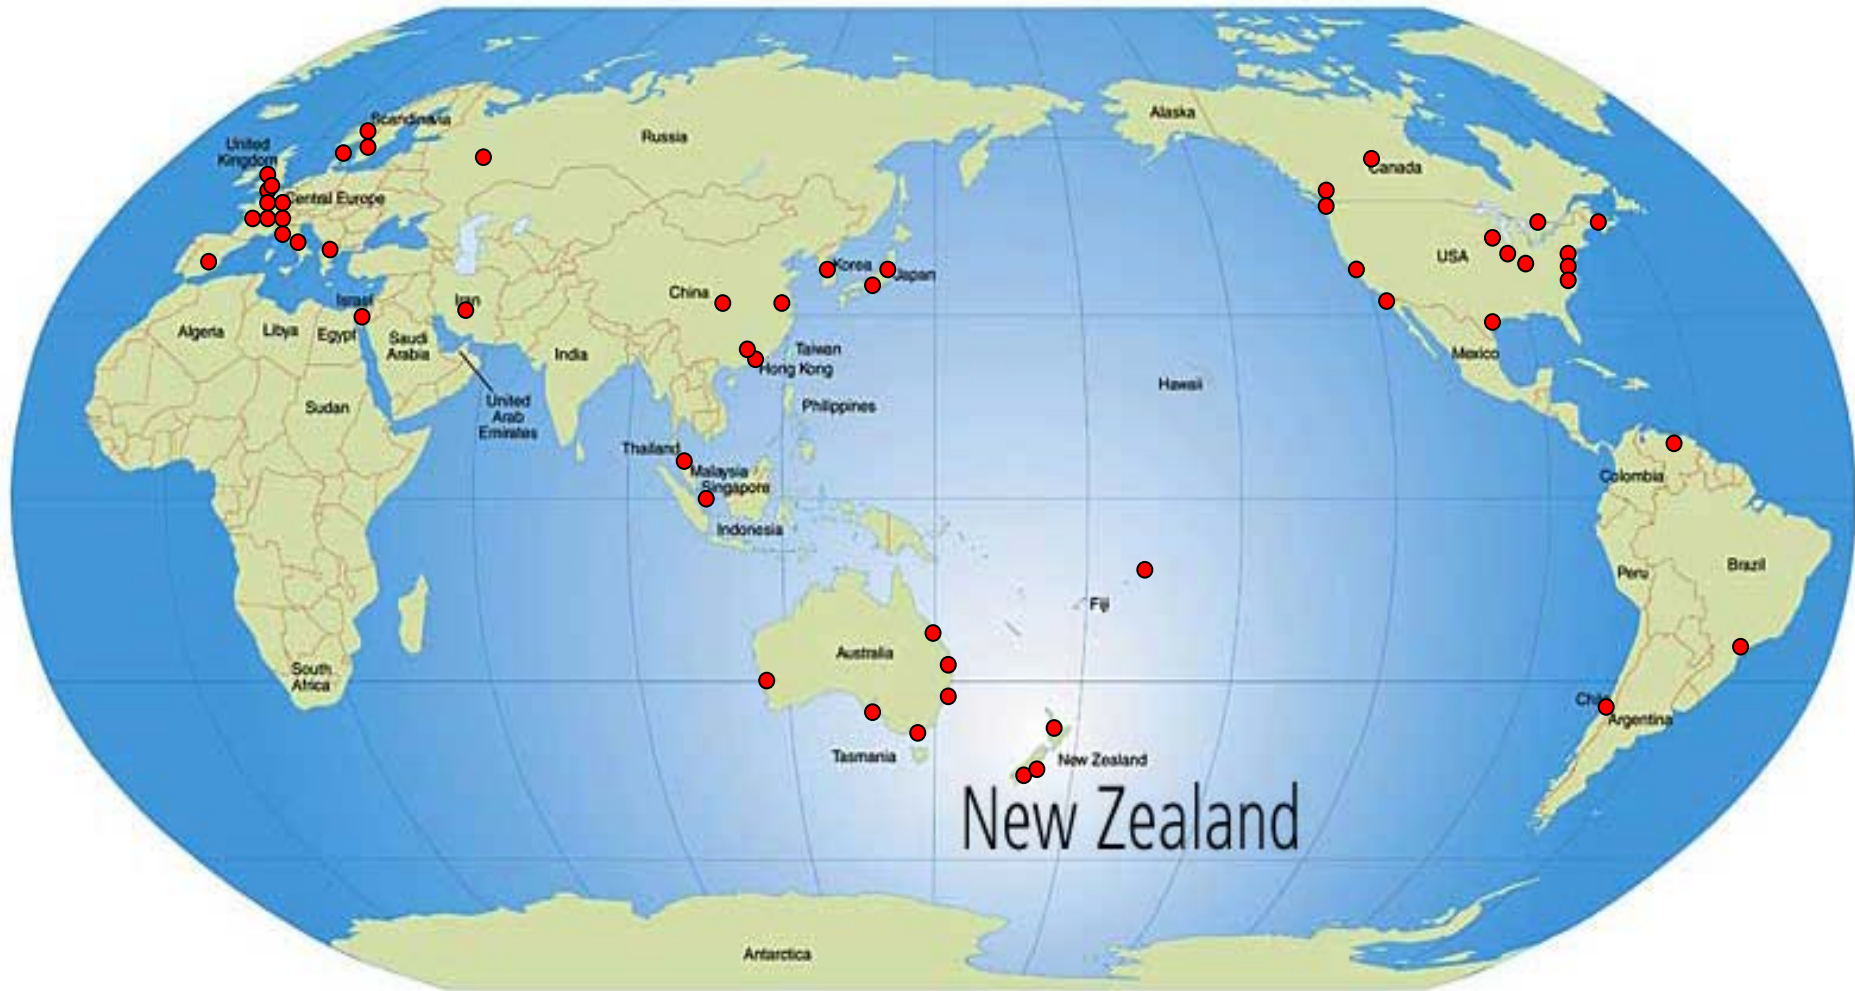 Scandinavia
Alaska
Russia
United
Kingdom
Canada
Central Europe
USA
Korea
Japan
China
Israel
Iran
Algeria
Libya
Egypt
Saudi
Arabia
India
Taiwan
Hong Kong
Mexico
Hawaii
United
Arab
Emirates
Sudan
Philippines
Thailand
Malaysia
Singapore
Colombia
Indonesia
Brazil
Peru
Fiji
Australia
South
Africa
Chile
Argentina
Tasmania
New Zealand
New Zealand
Antarctica